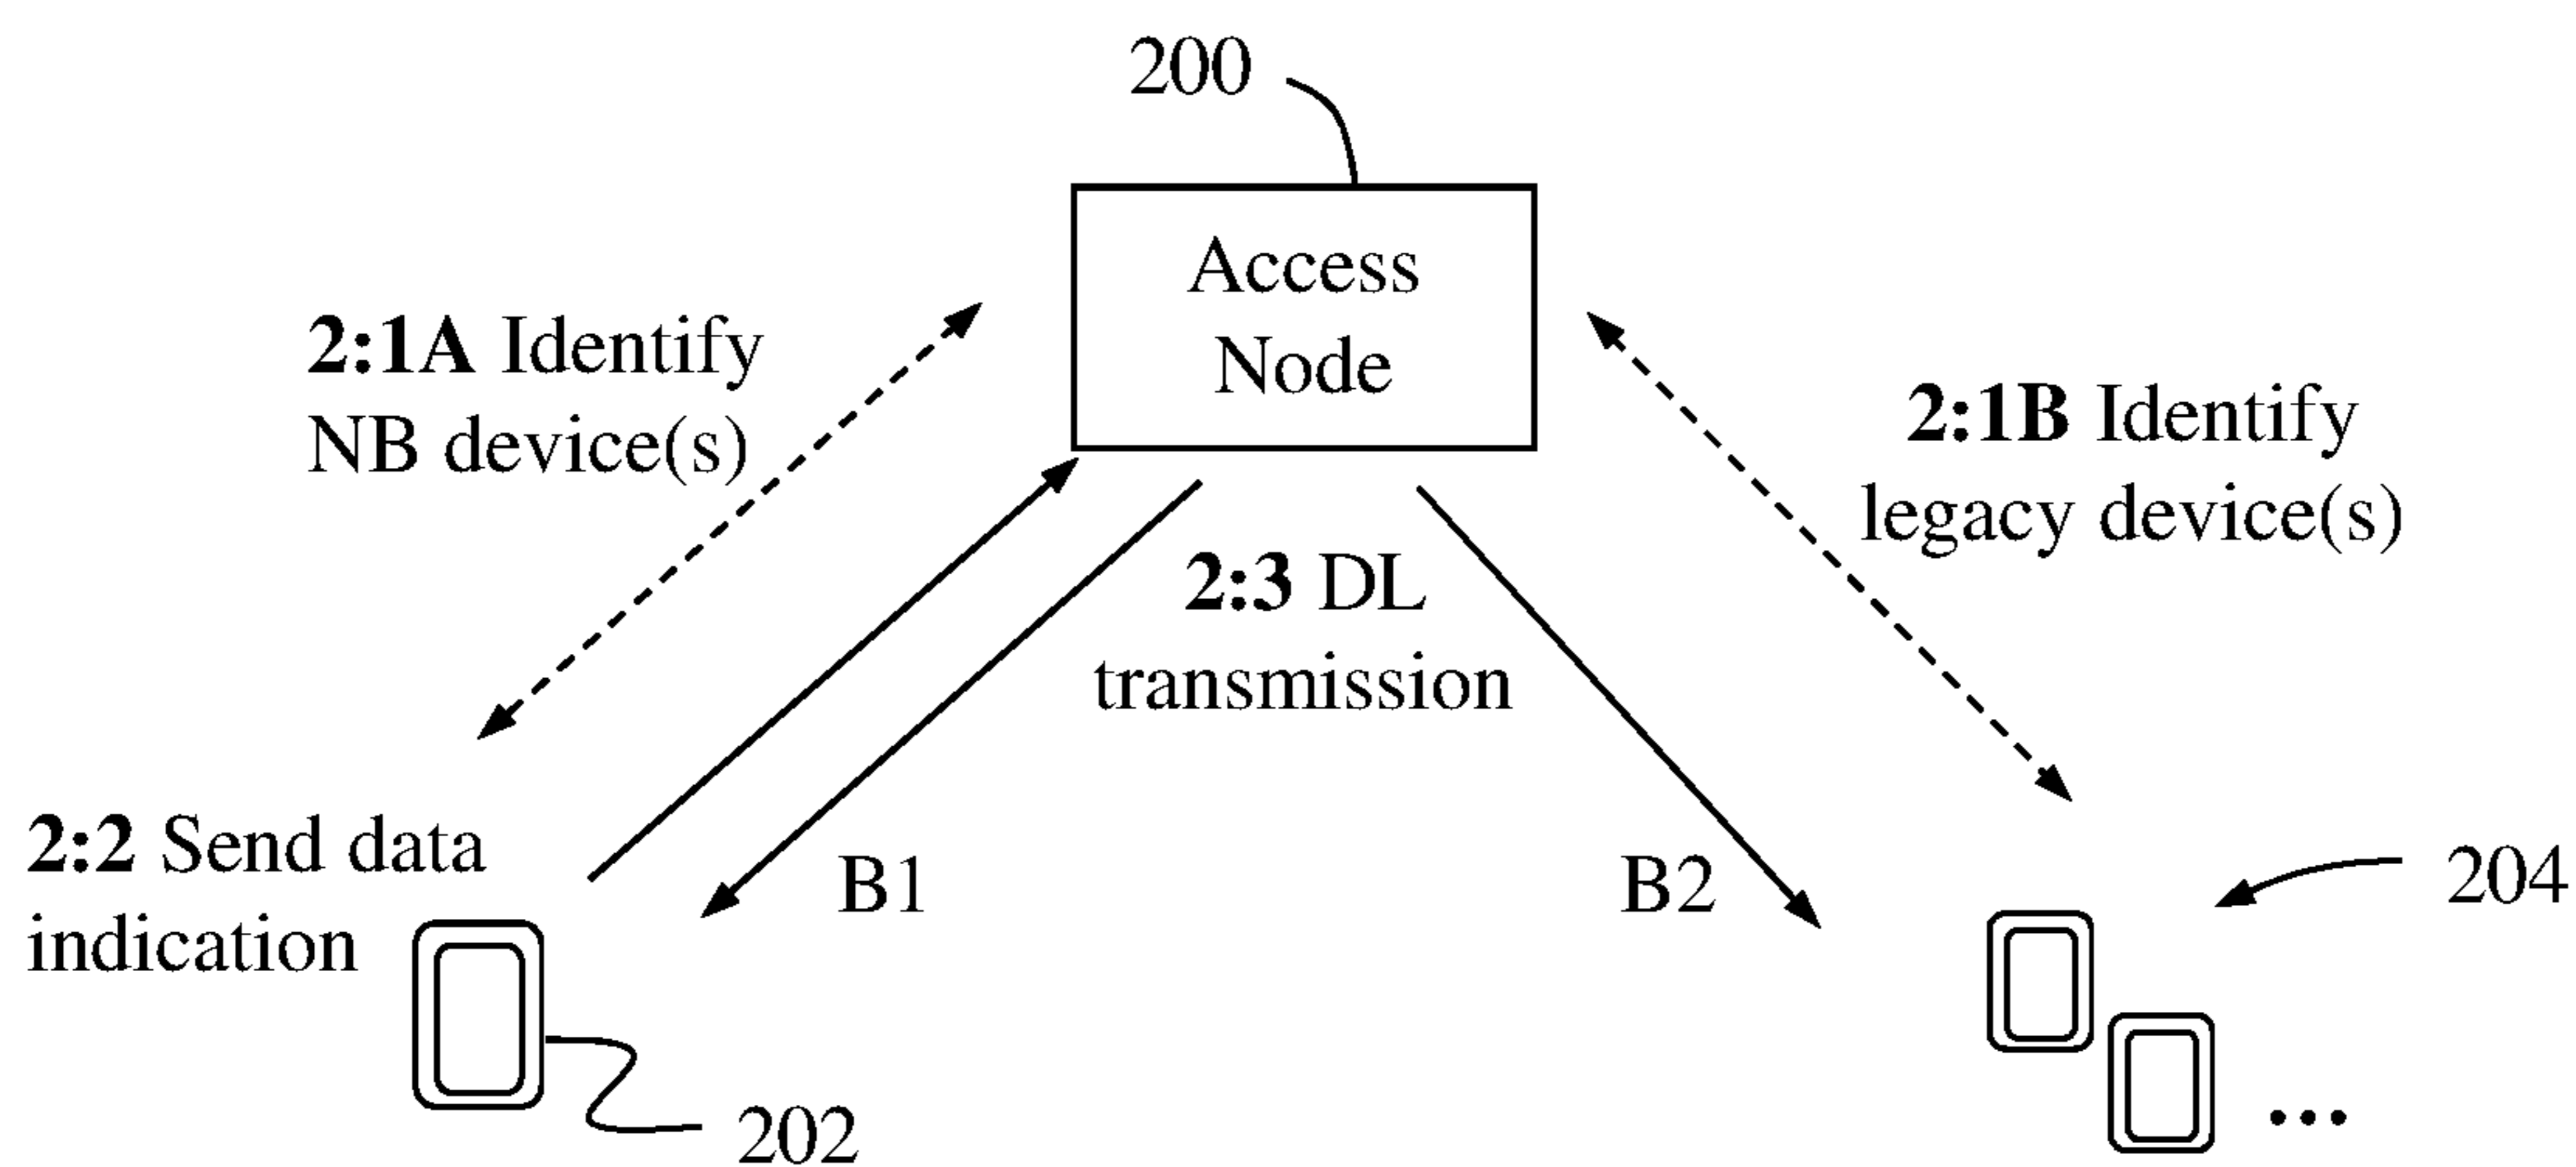 200
Access
Node
2:1A Identify
NB device(s)
2:1B Identify
legacy device(s)
2:3 DL
transmission
2:2 Send data
indication
B1
B2
204
202
...